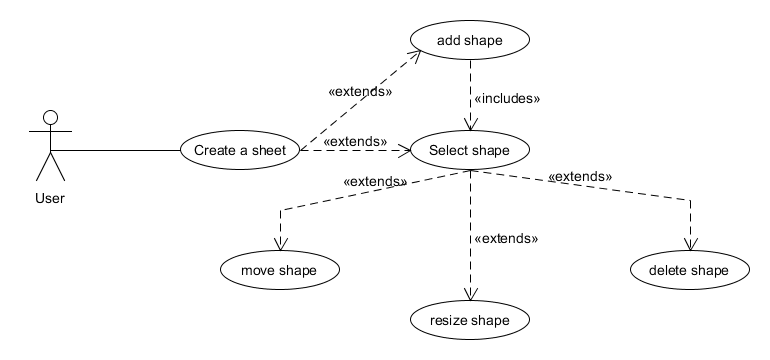 add shape
«extends»
«includes»
«extends»
Create a sheet
Select shape
User
«extends»
«extends»
«extends»
move shape
delete shape
resize shape